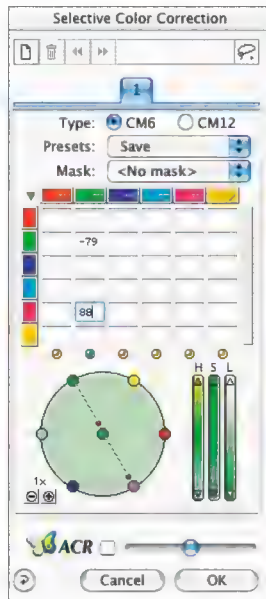 Selective Color Correction
1
Type: CM6 CM12
Presets: Save
Mask: <No mask>
-79
88
H S L
1x
ACR
Cancel OK